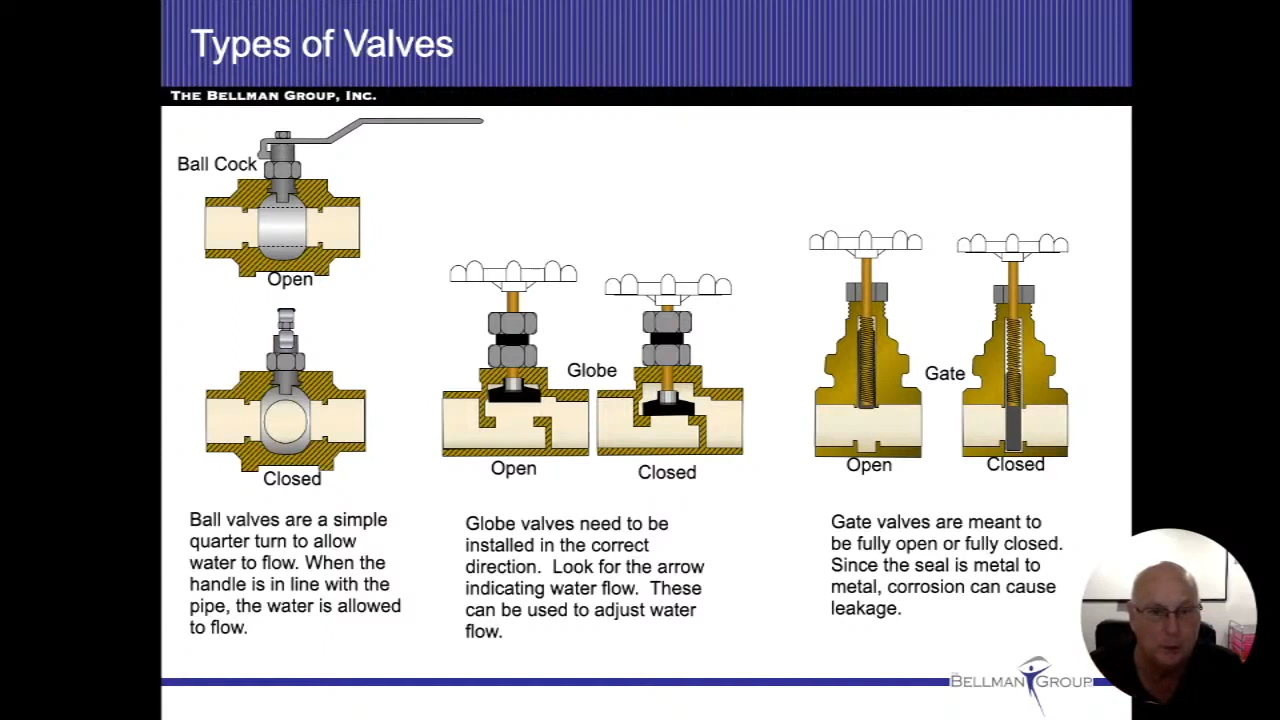 Types of Valves
THE BELLMAN GROUP, INC.
Ball Cock
Open
Closed
Globe
Open
Closed
Gate
Open
Closed
Ball valves are a simple
quarter turn to allow
water to flow. When the
handle is in line with the
pipe, the water is allowed
to flow.
Globe valves need to be
installed in the correct
direction. Look for the arrow
indicating water flow. These
can be used to adjust water
flow.
Gate valves are meant to
be fully open or fully closed.
Since the seal is metal to
metal, corrosion can cause
leakage.
BELLMAN GROUP